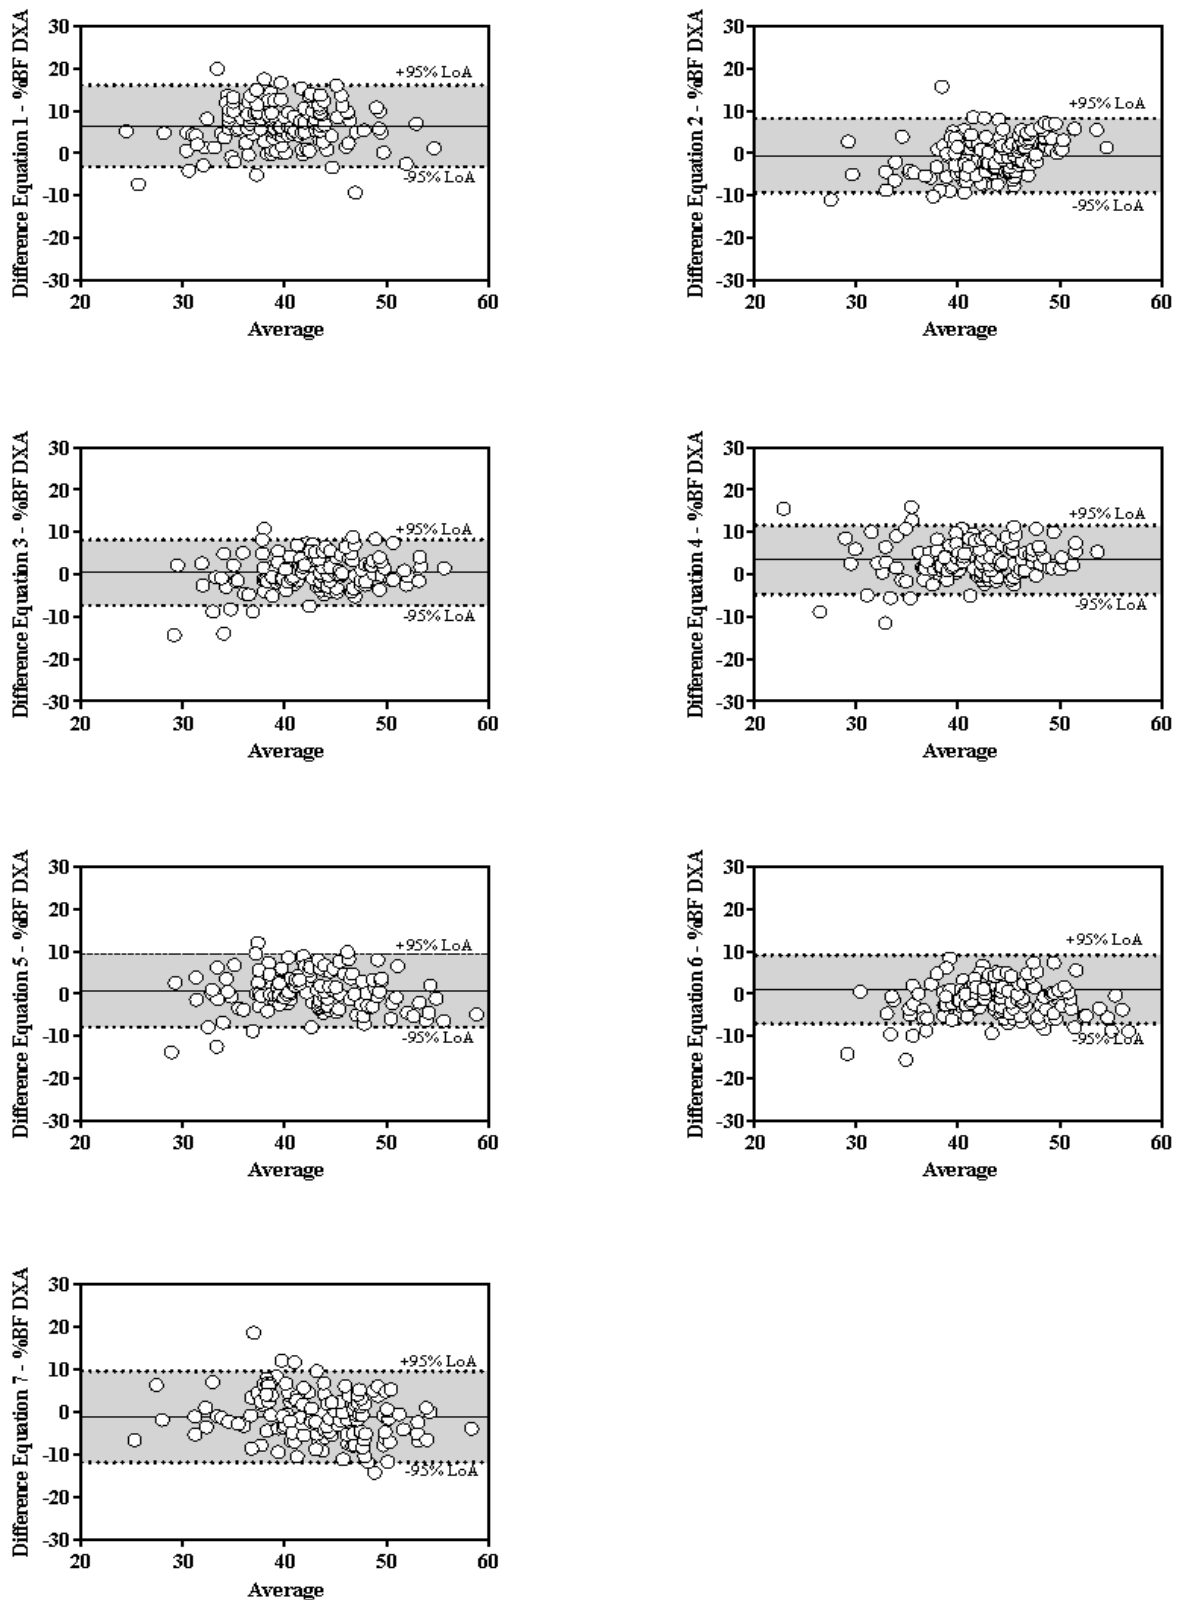 Difference Equation 1 - %BF DXA
30
20
10
0
-10
-20
-30
+95% LoA
-95% LoA
20 30 40 50 60
Average
Difference Equation 2 - %BF DXA
30
20
10
0
-10
-20
-30
+95% LoA
-95% LoA
20 30 40 50 60
Average
Difference Equation 3 - %BF DXA
30
20
10
0
-10
-20
-30
+95% LoA
-95% LoA
20 30 40 50 60
Average
Difference Equation 4 - %BF DXA
30
20
10
0
-10
-20
-30
+95% LoA
-95% LoA
20 30 40 50 60
Average
Difference Equation 5 - %BF DXA
30
20
10
0
-10
-20
-30
+95% LoA
-95% LoA
20 30 40 50 60
Average
Difference Equation 6 - %BF DXA
30
20
10
0
-10
-20
-30
+95% LoA
-95% LoA
20 30 40 50 60
Average
Difference Equation 7 - %BF DXA
30
20
10
0
-10
-20
-30
+95% LoA
-95% LoA
20 30 40 50 60
Average